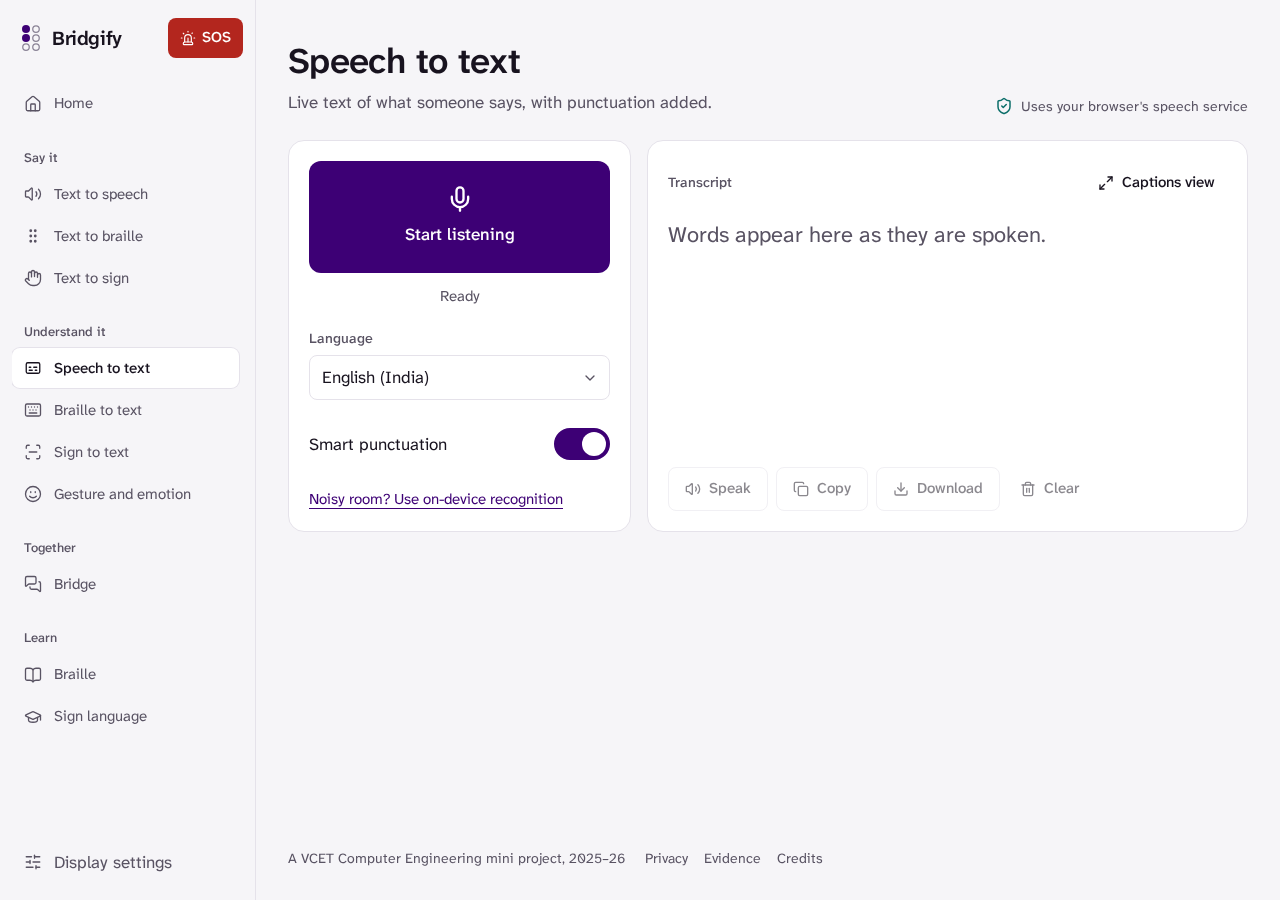 Bridgify
SOS
Home
Say it
Text to speech
Text to braille
Text to sign
Understand it
Speech to text
Braille to text
Sign to text
Gesture and emotion
Together
Bridge
Learn
Braille
Sign language
Display settings
Speech to text
Live text of what someone says, with punctuation added.
Uses your browser's speech service
Start listening
Ready
Language
English (India)
Smart punctuation
Noisy room? Use on-device recognition
Transcript
Captions view
Words appear here as they are spoken.
Speak
Copy
Download
Clear
A VCET Computer Engineering mini project, 2025–26
Privacy
Evidence
Credits